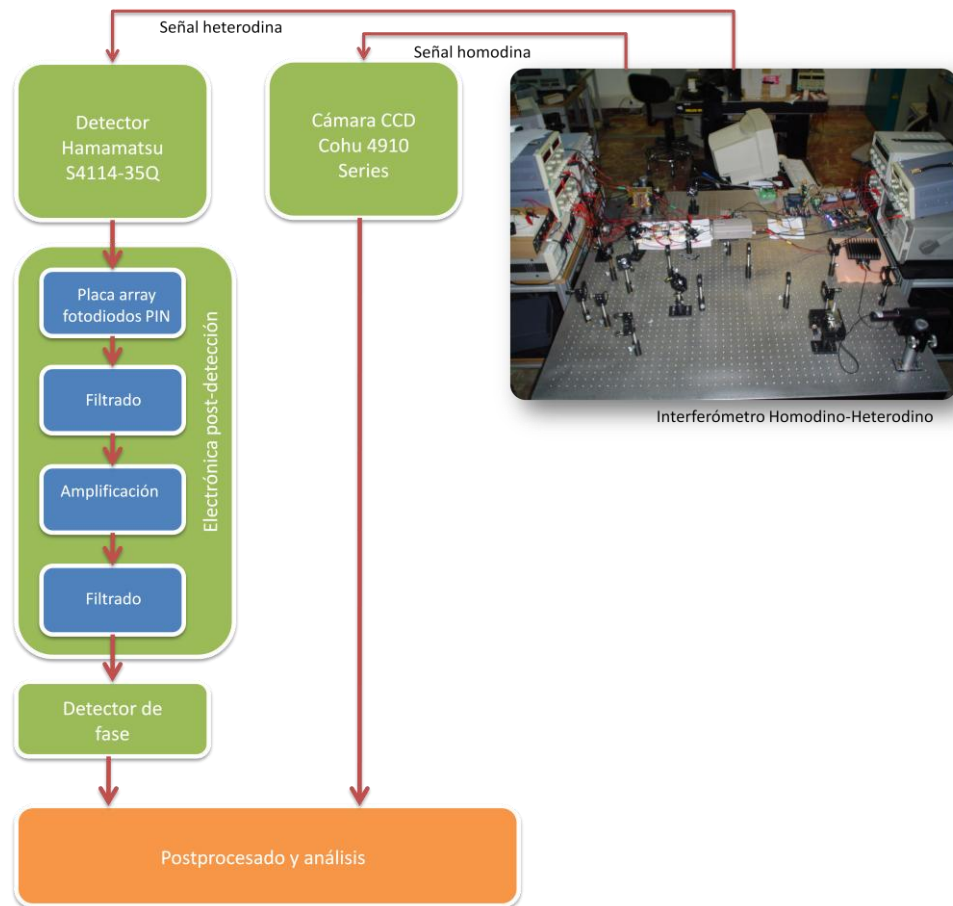 Señal heterodina
Señal homodina
Detector
Hamamatsu
S4114-35Q
Cámara CCD
Cohu 4910
Series
Interferómetro Homodino-Heterodino
Electrónica post-detección
Placa array
fotodiodos PIN
Filtrado
Amplificación
Filtrado
Detector de
fase
Postprocesado y análisis